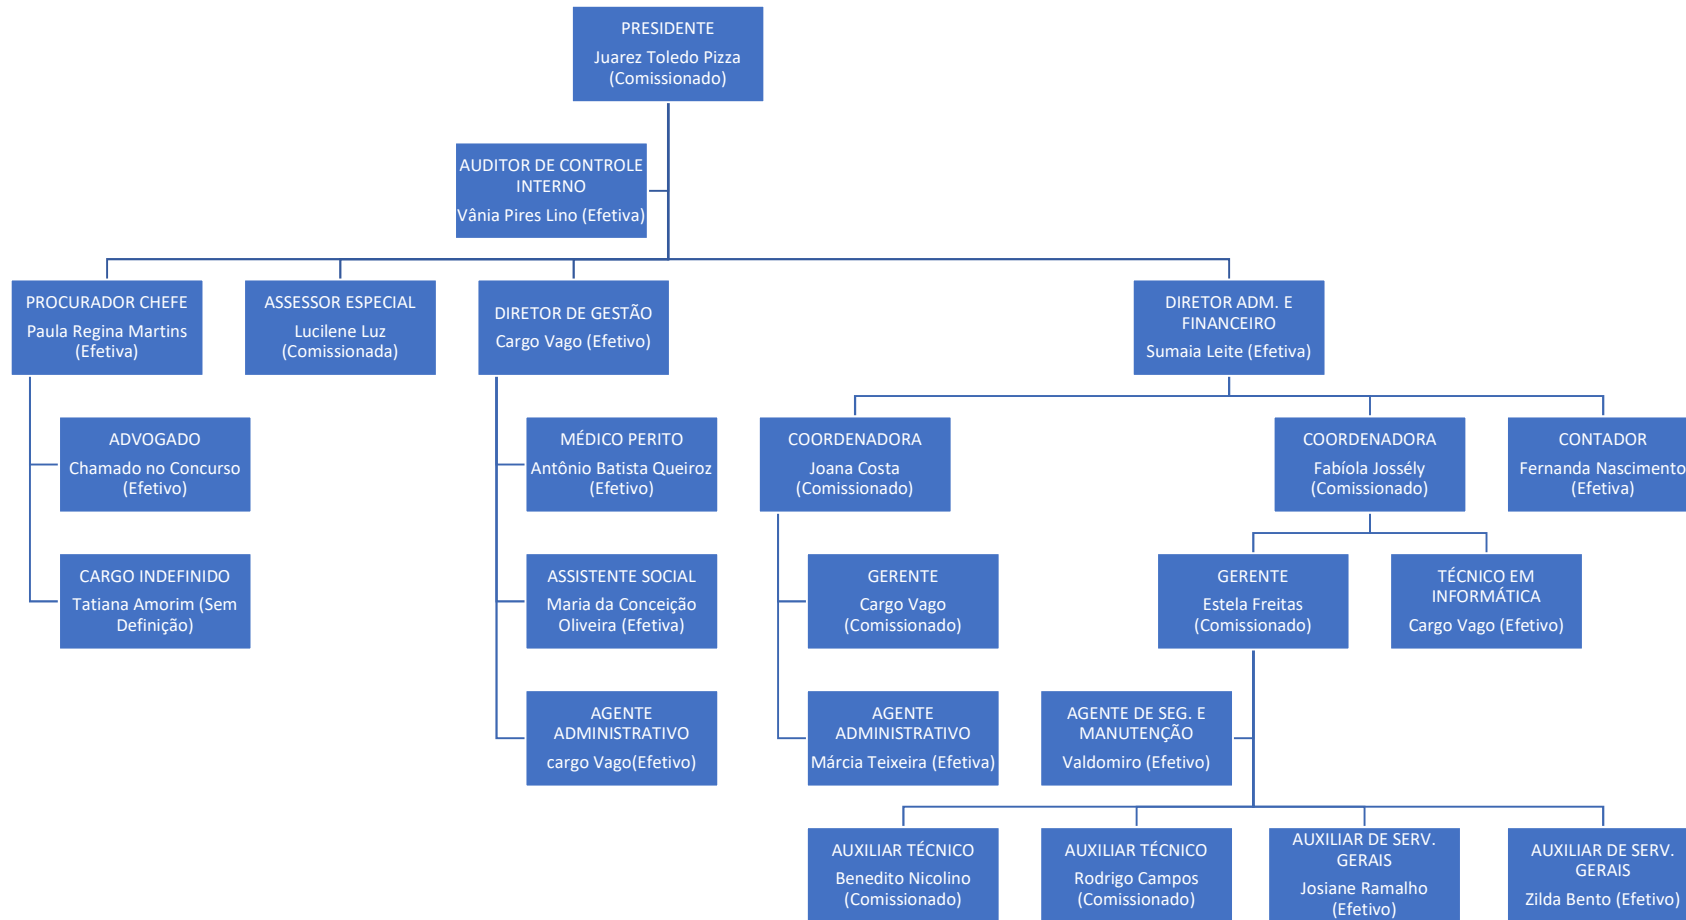 PRESIDENTE
Juarez Toledo Pizza
(Comissionado)
AUDITOR DE CONTROLE
INTERNO
Vânia Pires Lino (Efetiva)
PROCURADOR CHEFE
Paula Regina Martins
(Efetiva)
ASSESSOR ESPECIAL
Lucilene Luz
(Comissionada)
DIRETOR DE GESTÃO
Cargo Vago (Efetivo)
DIRETOR ADM. E
FINANCEIRO
Sumaia Leite (Efetiva)
ADVOGADO
Chamado no Concurso
(Efetivo)
MÉDICO PERITO
Antônio Batista Queiroz
(Efetivo)
COORDENADORA
Joana Costa
(Comissionado)
COORDENADORA
Fabíola Jossély
(Comissionado)
CONTADOR
Fernanda Nascimento
(Efetiva)
CARGO INDEFINIDO
Tatiana Amorim (Sem
Definição)
ASSISTENTE SOCIAL
Maria da Conceição
Oliveira (Efetiva)
GERENTE
Cargo Vago
(Comissionado)
GERENTE
Estela Freitas
(Comissionado)
TÉCNICO EM
INFORMÁTICA
Cargo Vago (Efetivo)
AGENTE
ADMINISTRATIVO
cargo Vago(Efetivo)
AGENTE
ADMINISTRATIVO
Márcia Teixeira (Efetiva)
AGENTE DE SEG. E
MANUTENÇÃO
Valdomiro (Efetivo)
AUXILIAR TÉCNICO
Benedito Nicolino
(Comissionado)
AUXILIAR TÉCNICO
Rodrigo Campos
(Comissionado)
AUXILIAR DE SERV.
GERAIS
Josiane Ramalho
(Efetivo)
AUXILIAR DE SERV.
GERAIS
Zilda Bento (Efetivo)